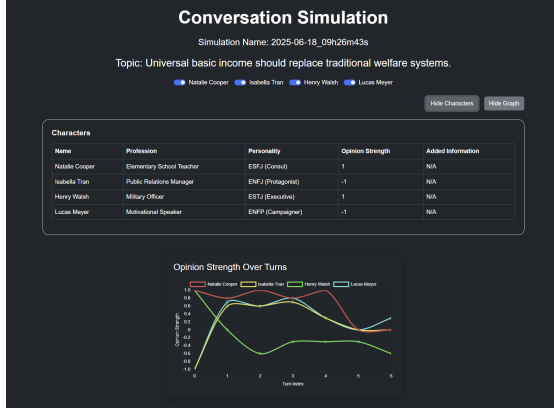 Conversation Simulation
Simulation Name: 2025-06-18_09h26m43s
Topic: Universal basic income should replace traditional welfare systems.
Natalie Cooper Isabella Tran Henry Walsh Lucas Meyer
Hide Characters Hide Graph
Characters
Name Profession Personality Opinion Strength Added Information
Natalie Cooper Elementary School Teacher ESFJ (Consul) 1 N/A
Isabella Tran Public Relations Manager ENFJ (Protagonist) -1 N/A
Henry Walsh Military Officer ESTJ (Executive) 1 N/A
Lucas Meyer Motivational Speaker ENFP (Campaigner) -1 N/A
Opinion Strength Over Turns
Natalie Cooper Isabella Tran Henry Walsh Lucas Meyer
1.0
0.8
0.6
0.4
0.2
0
-0.2
-0.4
-0.6
-0.8
-1.0
Opinion Strength
0 1 2 3 4 5 6
Turn Index